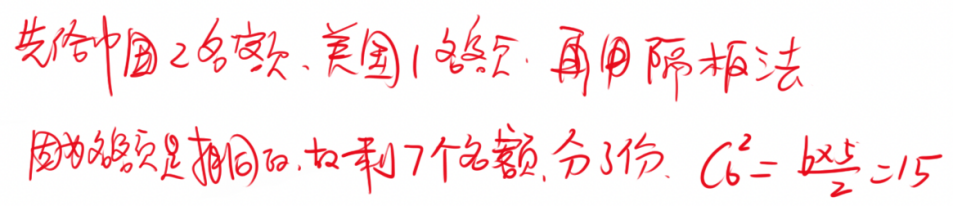 先给中国2名额、美国1名额.再用隔板法
因为名额是相同的,故剩7个名额,分3份. C₆² = 6×5/2 = 15